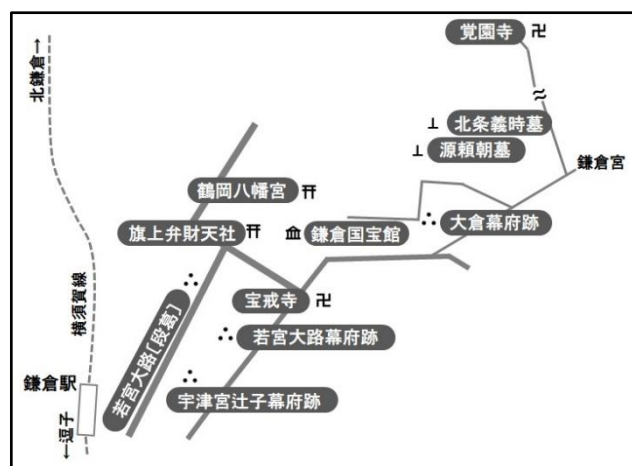 覚園寺
北鎌倉→
北条義時墓
源頼朝墓
鎌倉宮
鶴岡八幡宮
旗上弁財天社
鎌倉国宝館
大倉幕府跡
横須賀線
若宮大路[段葛]
宝戒寺
若宮大路幕府跡
鎌倉駅
宇津宮辻子幕府跡
←逗子